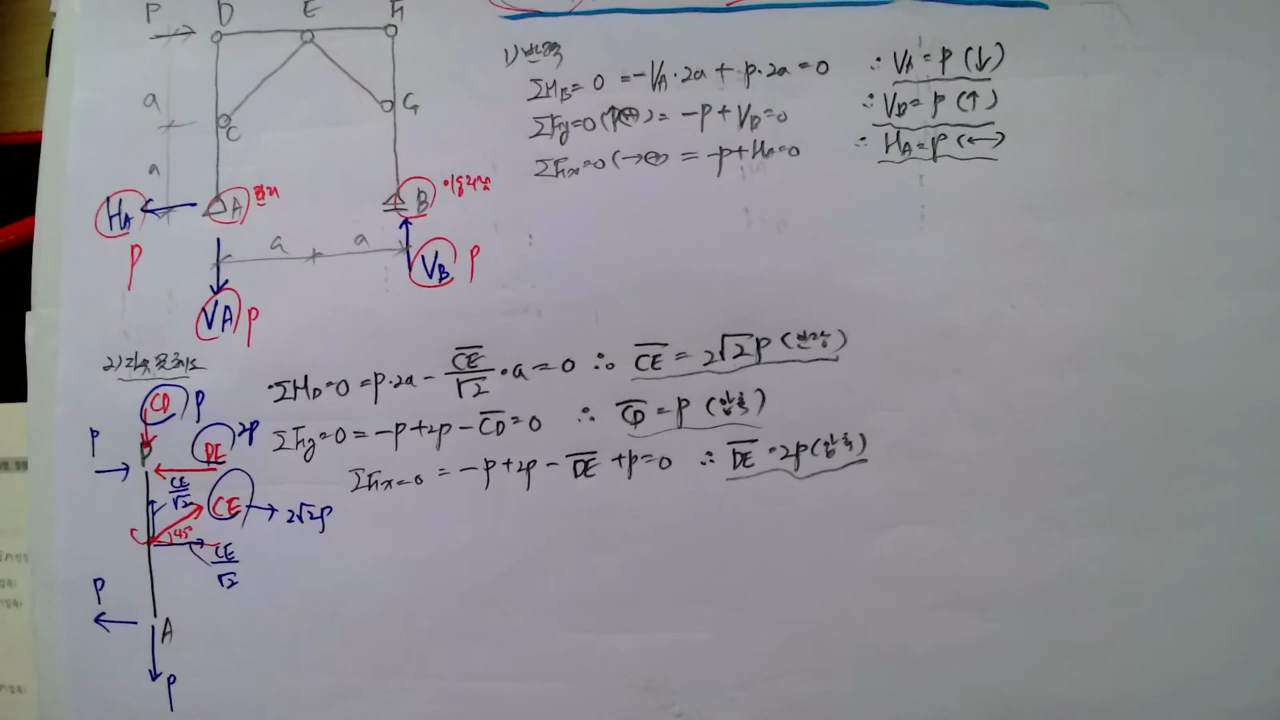 P D E F
a
C G
a
HA A 힌지 B 이동지점
P
a a
VA P VB P
1) 반력
ΣMB=0 = -VA·2a + P·2a = 0 ∴ VA = P (↓)
ΣFy=0 (↑⊕) = -P + VB = 0 ∴ VB = P (↑)
ΣFx=0 (→⊕) = -P + HA = 0 ∴ HA = P (←)
2)
·ΣMD=0 = P·2a - CE/√2·a = 0 ∴ CE = 2√2P (인장)
ΣFy=0 = -P+2P-CD=0 ∴ CD = P (압축)
ΣFx=0 = -P+2P-DE+P=0 ∴ DE = 2P (압축)
CD P
P D DE 2P
CE/√2 CE → 2√2P
C 45°
CE/√2
P
A
P